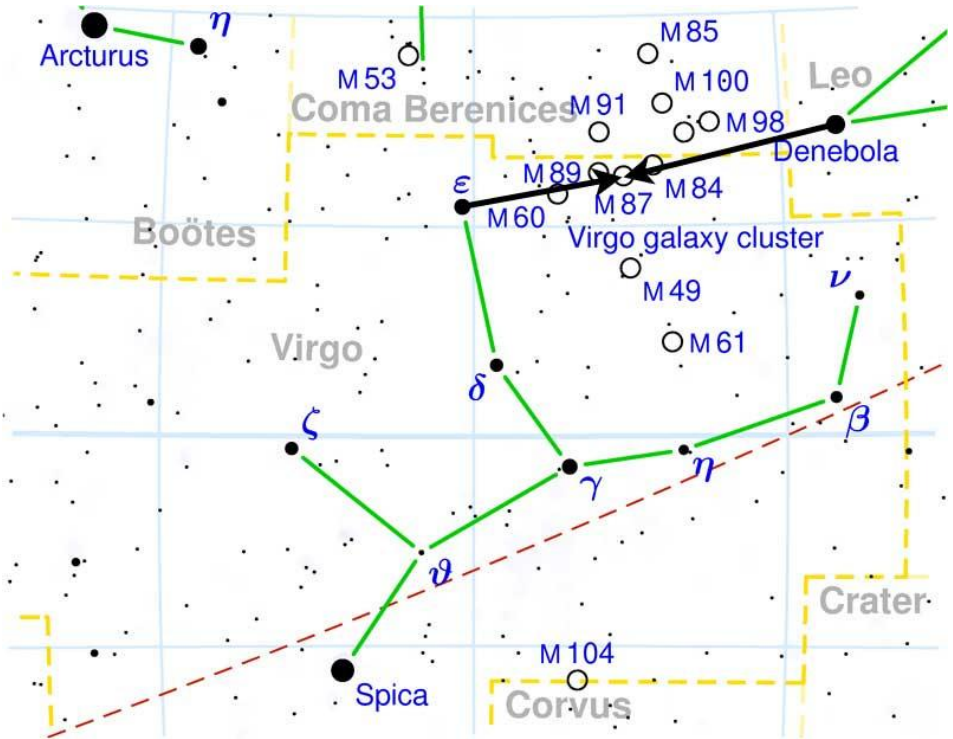 η
M 85
Arcturus
M 53
M 100
Leo
Coma Berenices
M 91
M 98
Denebola
M 89
ε
M 60
M 87
M 84
Boötes
Virgo galaxy cluster
ν
M 49
Virgo
M 61
δ
β
ζ
η
γ
ϑ
Crater
M 104
Spica
Corvus